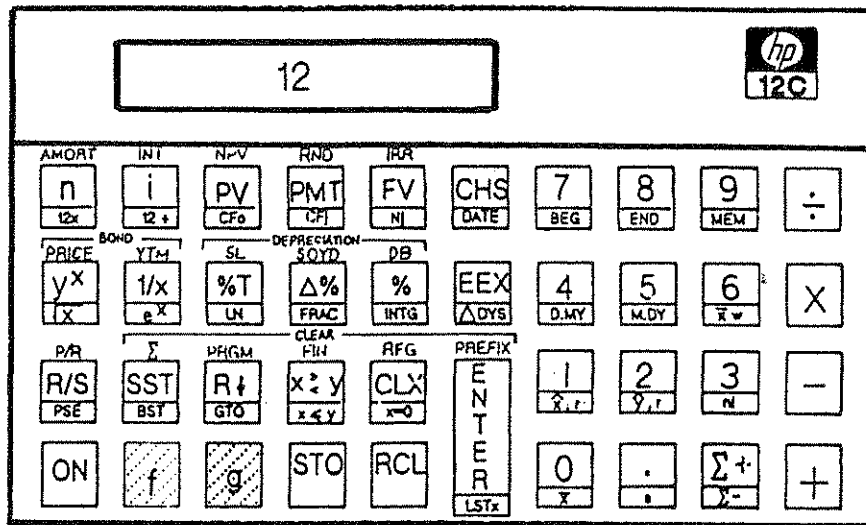 12
hp
12C
AMORT INT NPV RND IRR
n i PV PMT FV CHS 7 8 9 ÷
12x 12÷ CFo CFj Nj DATE BEG END MEM
BOND DEPRECIATION
PRICE YTM SL SOYD DB
y^x 1/x %T Δ% % EEX 4 5 6 X
√x e^x LN FRAC INTG ΔDYS D.MY M.DY x̄w
CLEAR
P/R Σ PRGM FIN REG PREFIX
R/S SST R↓ x≷y CLX ENTER 1 2 3 −
PSE BST GTO x≤y x=0 x̂,r ŷ,r n!
ON f g STO RCL 0 . Σ+ +
LSTx x̄ s Σ-